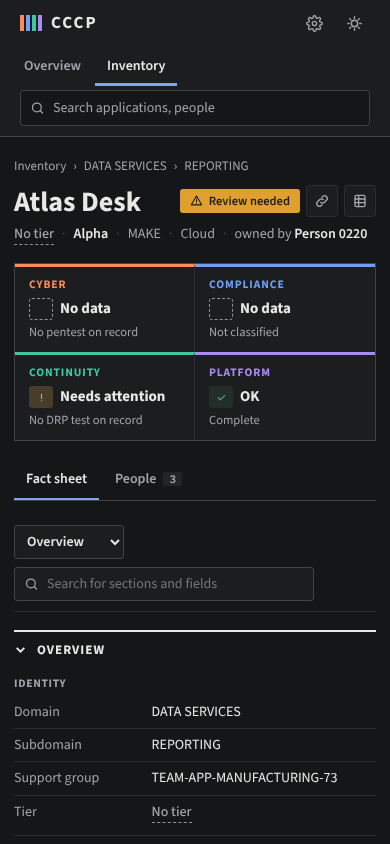 CCCP
Overview Inventory
Search applications, people
Inventory › DATA SERVICES › REPORTING
Atlas Desk
Review needed
No tier · Alpha · MAKE · Cloud · owned by Person 0220
CYBER
No data
No pentest on record
COMPLIANCE
No data
Not classified
CONTINUITY
! Needs attention
No DRP test on record
PLATFORM
OK
Complete
Fact sheet People 3
Overview
Search for sections and fields
OVERVIEW
IDENTITY
Domain DATA SERVICES
Subdomain REPORTING
Support group TEAM-APP-MANUFACTURING-73
Tier No tier